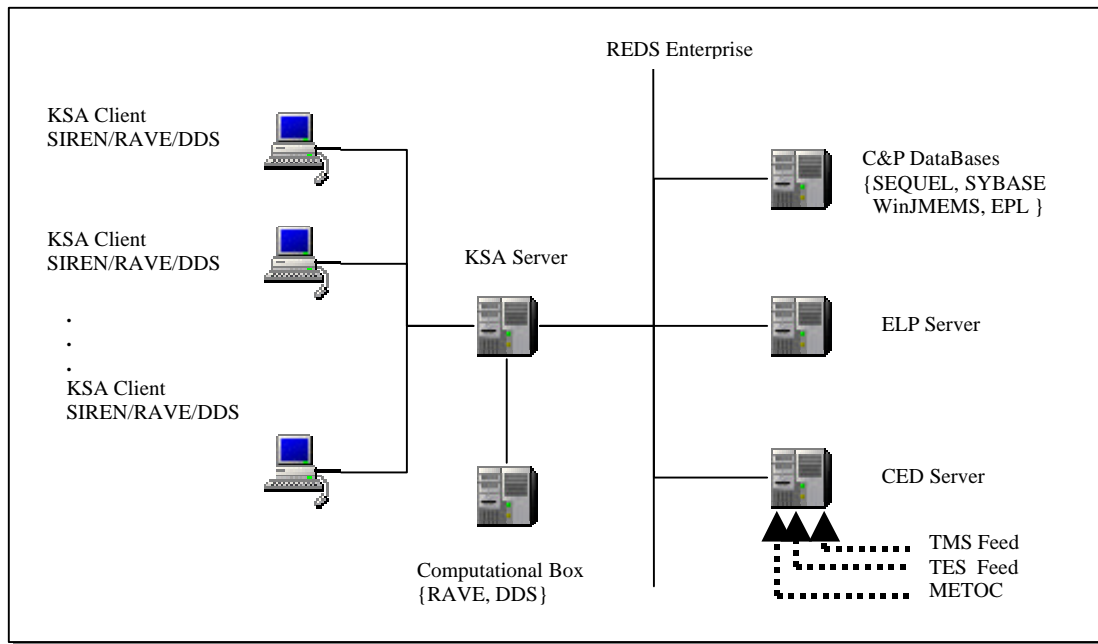 REDS Enterprise
KSA Client
SIREN/RAVE/DDS
KSA Client
SIREN/RAVE/DDS
.
.
.
KSA Client
SIREN/RAVE/DDS
KSA Server
Computational Box
{RAVE, DDS}
C&P DataBases
{SEQUEL, SYBASE
WinJMEMS, EPL }
ELP Server
CED Server
TMS Feed
TES Feed
METOC